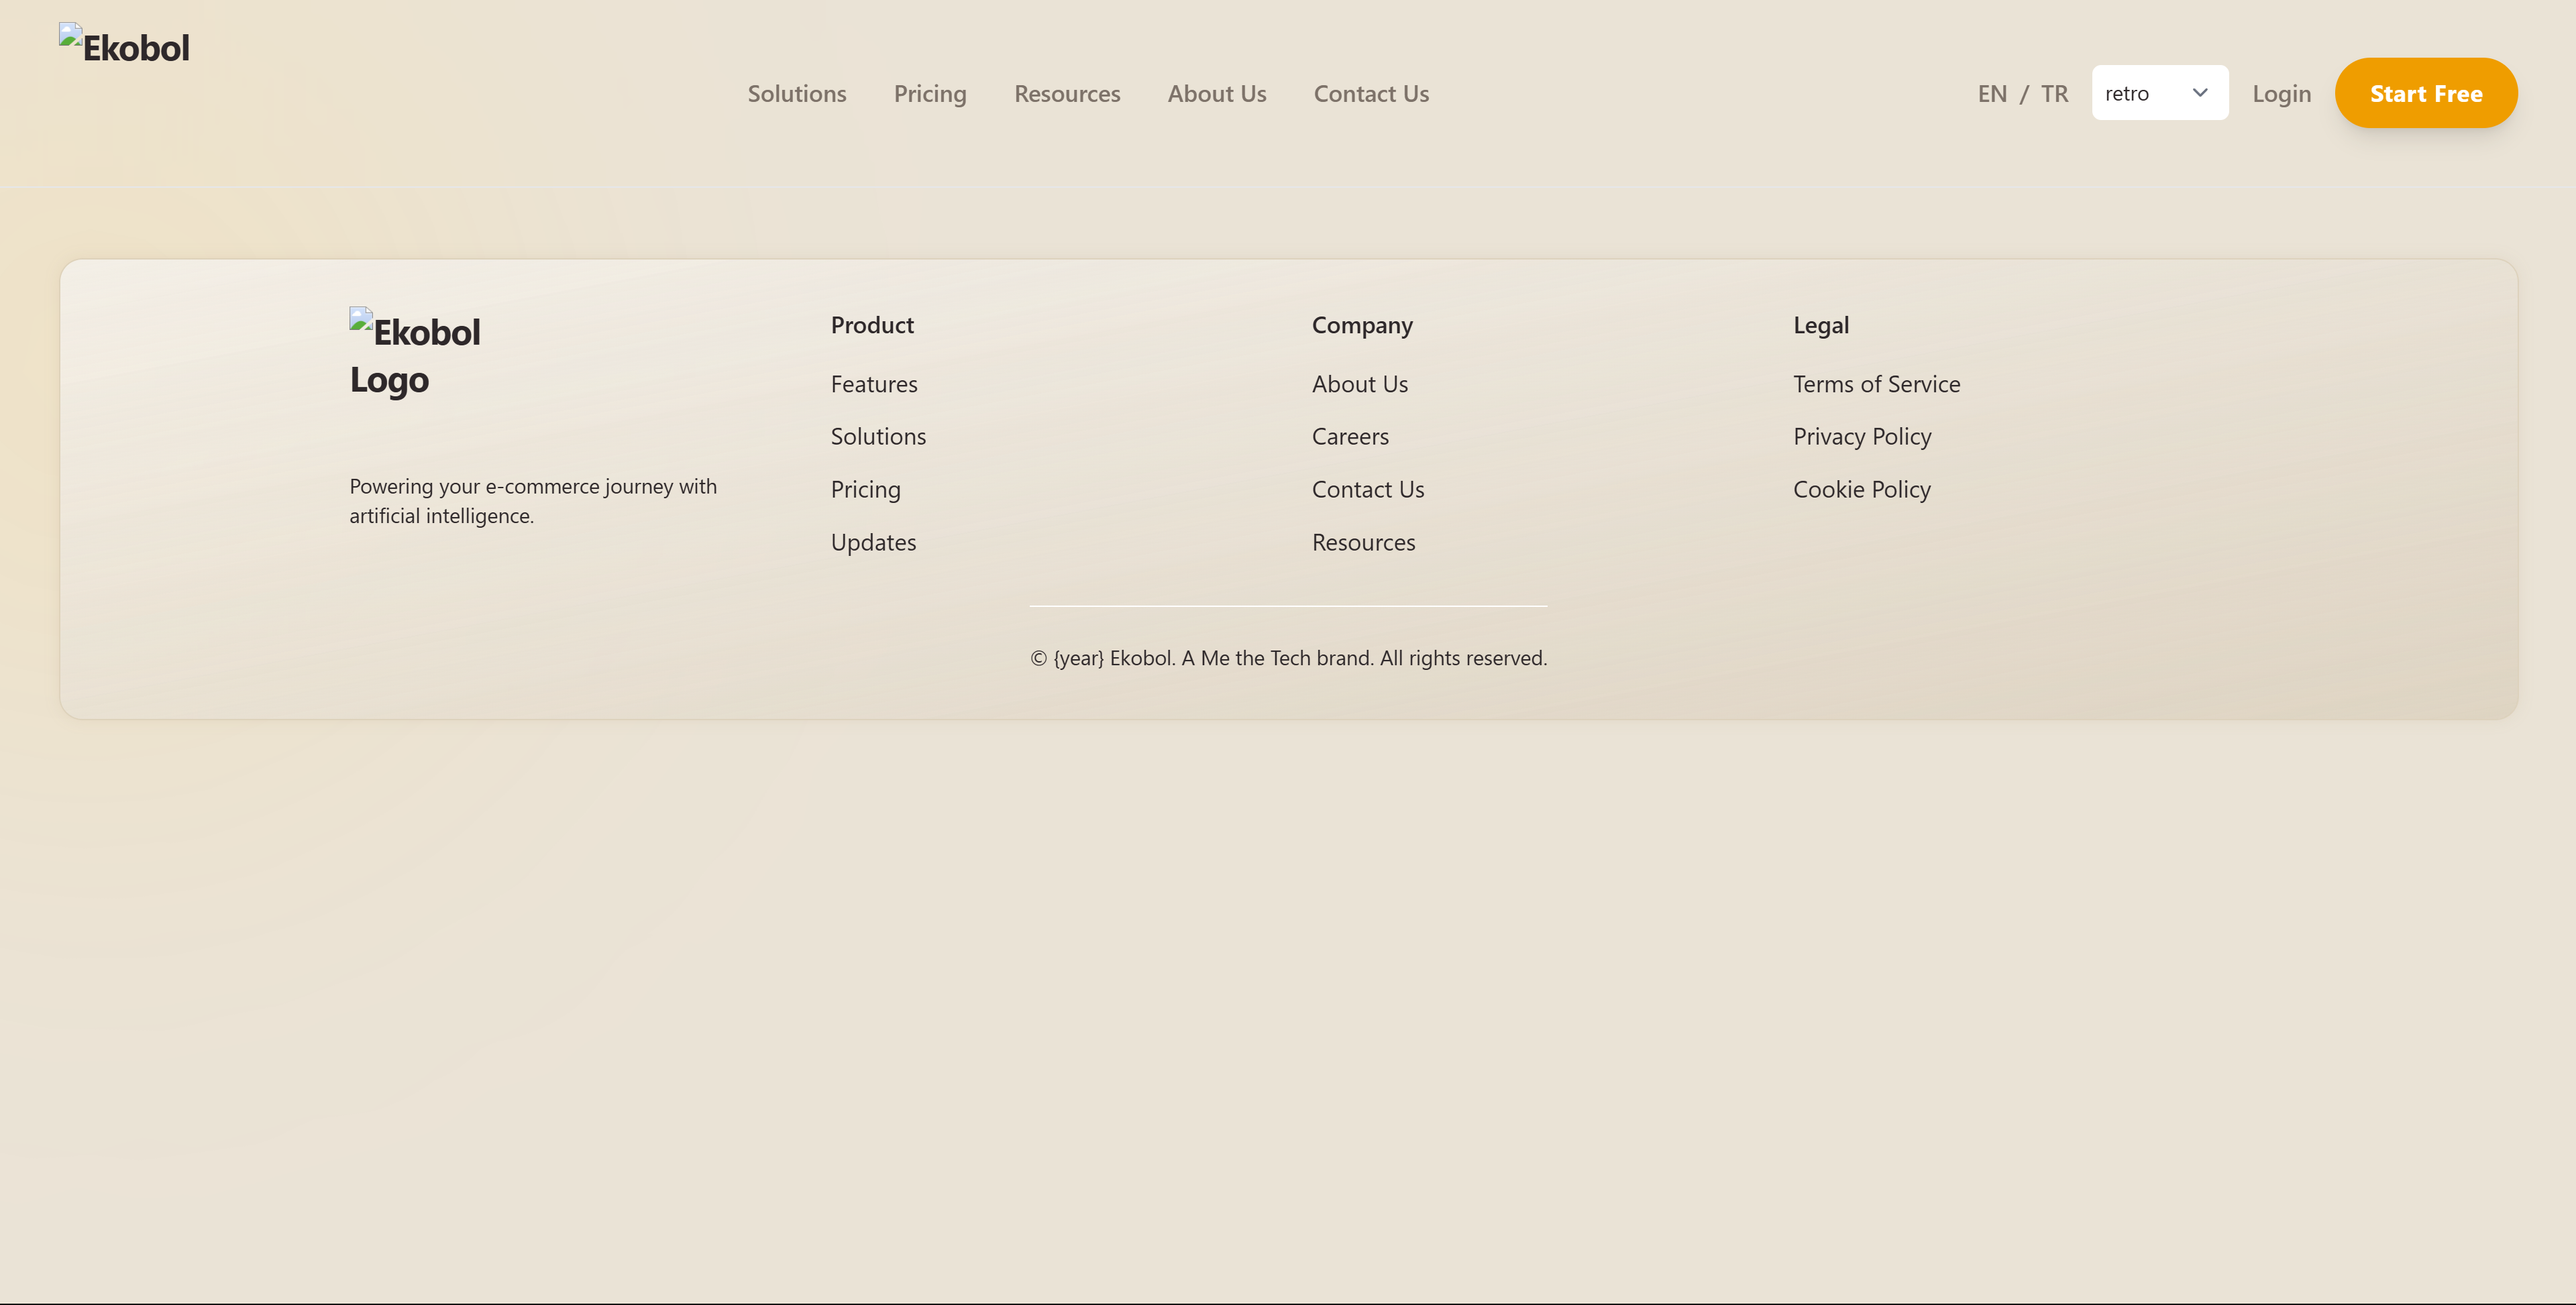 Ekobol
Solutions Pricing Resources About Us Contact Us
EN / TR retro Login Start Free
Ekobol
Logo
Powering your e-commerce journey with
artificial intelligence.
Product
Features
Solutions
Pricing
Updates
Company
About Us
Careers
Contact Us
Resources
Legal
Terms of Service
Privacy Policy
Cookie Policy
© {year} Ekobol. A Me the Tech brand. All rights reserved.